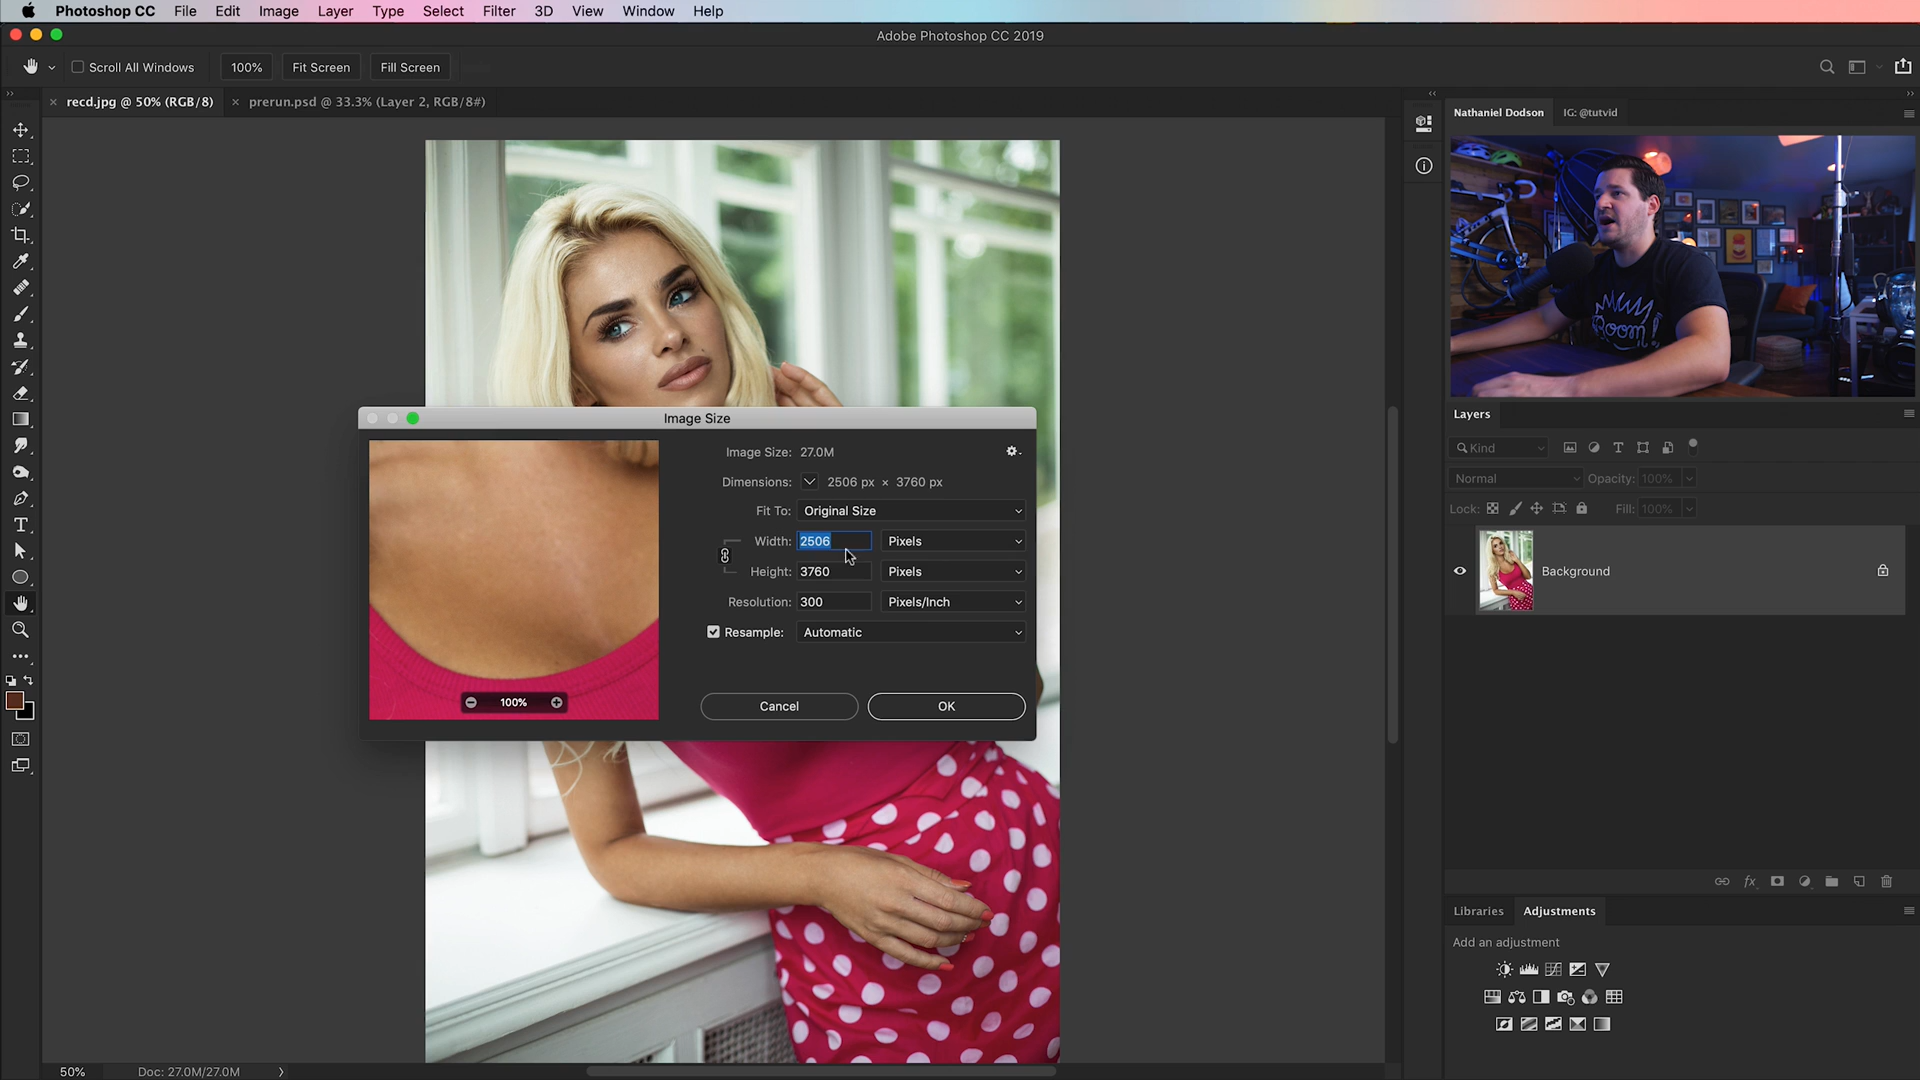 Photoshop CC File Edit Image Layer Type Select Filter 3D View Window Help
Adobe Photoshop CC 2019
Scroll All Windows 100% Fit Screen Fill Screen
recd.jpg @ 50% (RGB/8) prerun.psd @ 33.3% (Layer 2, RGB/8#)
Nathaniel Dodson IG: @tutvid
Boom!
Layers
Kind
Normal Opacity: 100%
Lock: Fill: 100%
Background
Image Size
Image Size: 27.0M
Dimensions: 2506 px × 3760 px
Fit To: Original Size
Width: 2506 Pixels
Height: 3760 Pixels
Resolution: 300 Pixels/Inch
Resample: Automatic
100%
Cancel OK
fx
Libraries Adjustments
Add an adjustment
50% Doc: 27.0M/27.0M